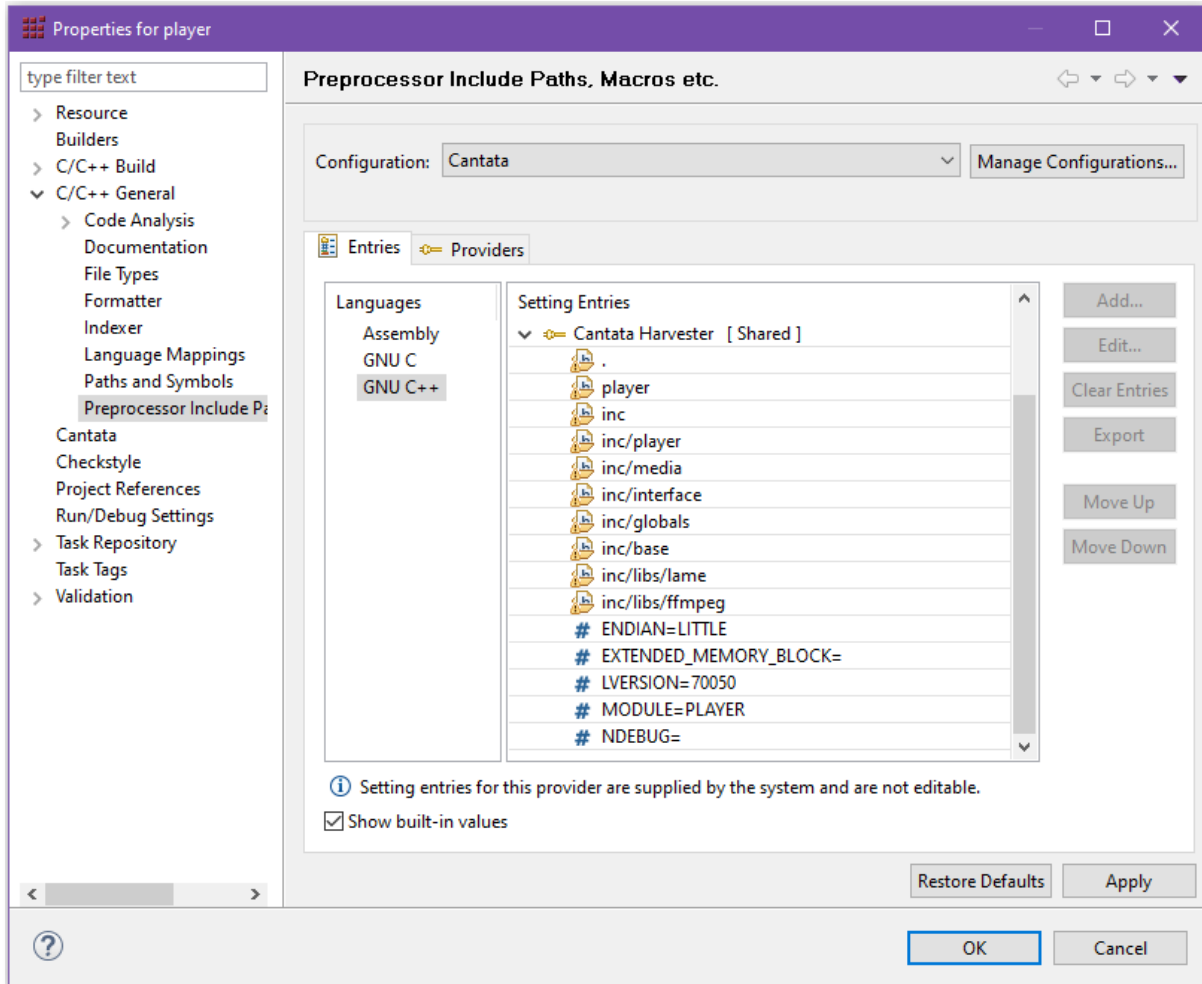 Properties for player
type filter text
Resource
Builders
C/C++ Build
C/C++ General
Code Analysis
Documentation
File Types
Formatter
Indexer
Language Mappings
Paths and Symbols
Preprocessor Include Pa
Cantata
Checkstyle
Project References
Run/Debug Settings
Task Repository
Task Tags
Validation
Preprocessor Include Paths, Macros etc.
Configuration: Cantata Manage Configurations...
Entries Providers
Languages
Assembly
GNU C
GNU C++
Setting Entries
Cantata Harvester [ Shared ]
.
player
inc
inc/player
inc/media
inc/interface
inc/globals
inc/base
inc/libs/lame
inc/libs/ffmpeg
# ENDIAN=LITTLE
# EXTENDED_MEMORY_BLOCK=
# LVERSION=70050
# MODULE=PLAYER
# NDEBUG=
Add...
Edit...
Clear Entries
Export
Move Up
Move Down
Setting entries for this provider are supplied by the system and are not editable.
Show built-in values
Restore Defaults Apply
OK Cancel